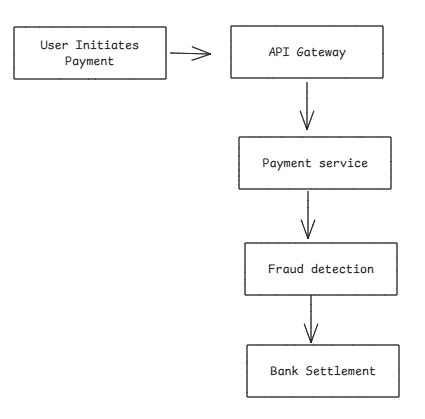 User Initiates
Payment
API Gateway
Payment service
Fraud detection
Bank Settlement